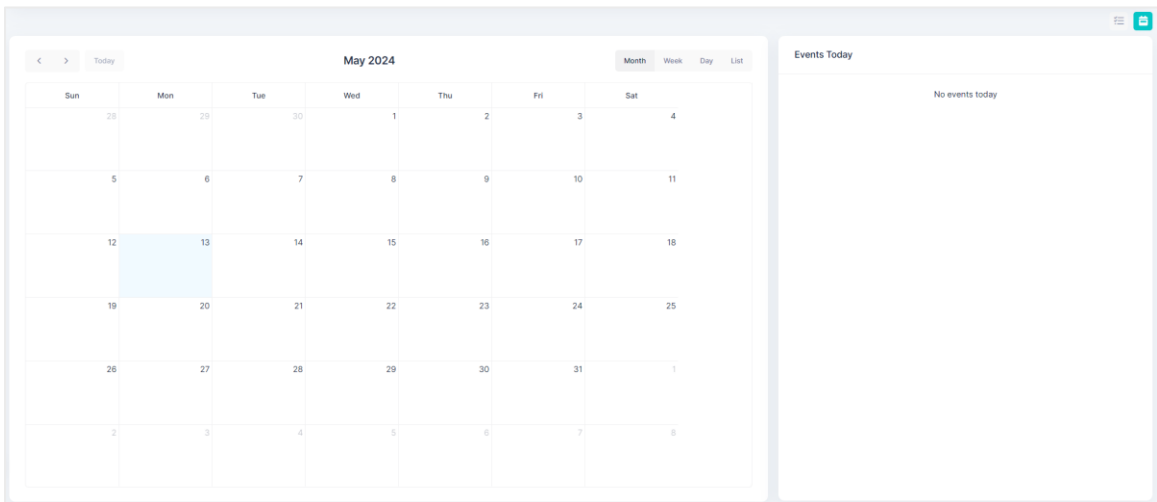 Today May 2024 Month Week Day List
Sun Mon Tue Wed Thu Fri Sat
28 29 30 1 2 3 4
5 6 7 8 9 10 11
12 13 14 15 16 17 18
19 20 21 22 23 24 25
26 27 28 29 30 31 1
2 3 4 5 6 7 8
Events Today
No events today